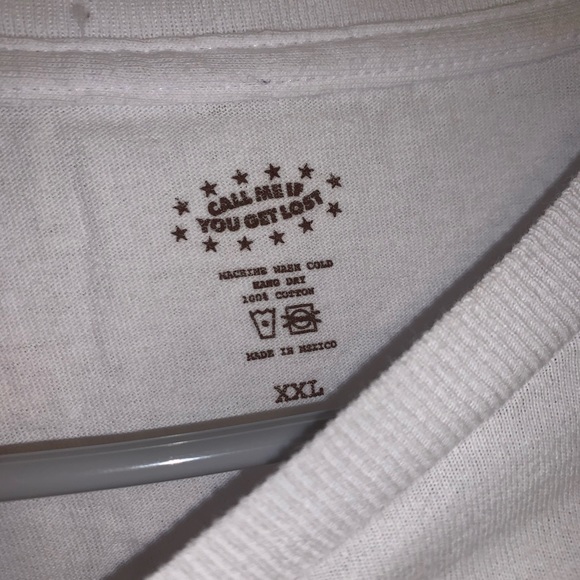 CALL ME IF
YOU GET LOST
MACHINE WASH COLD
HANG DRY
100% COTTON
MADE IN MEXICO
XXL